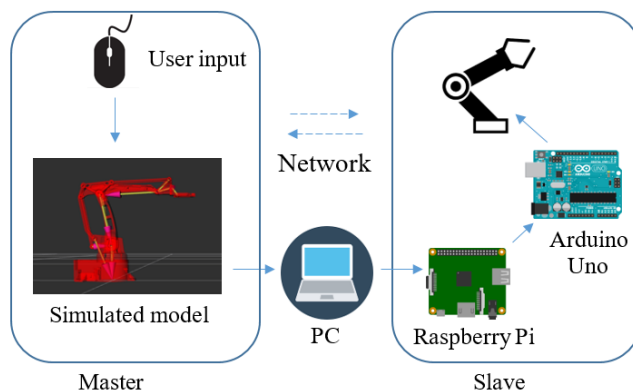 User input
Network
Simulated model
PC
Raspberry Pi
Arduino
Uno
Master
Slave